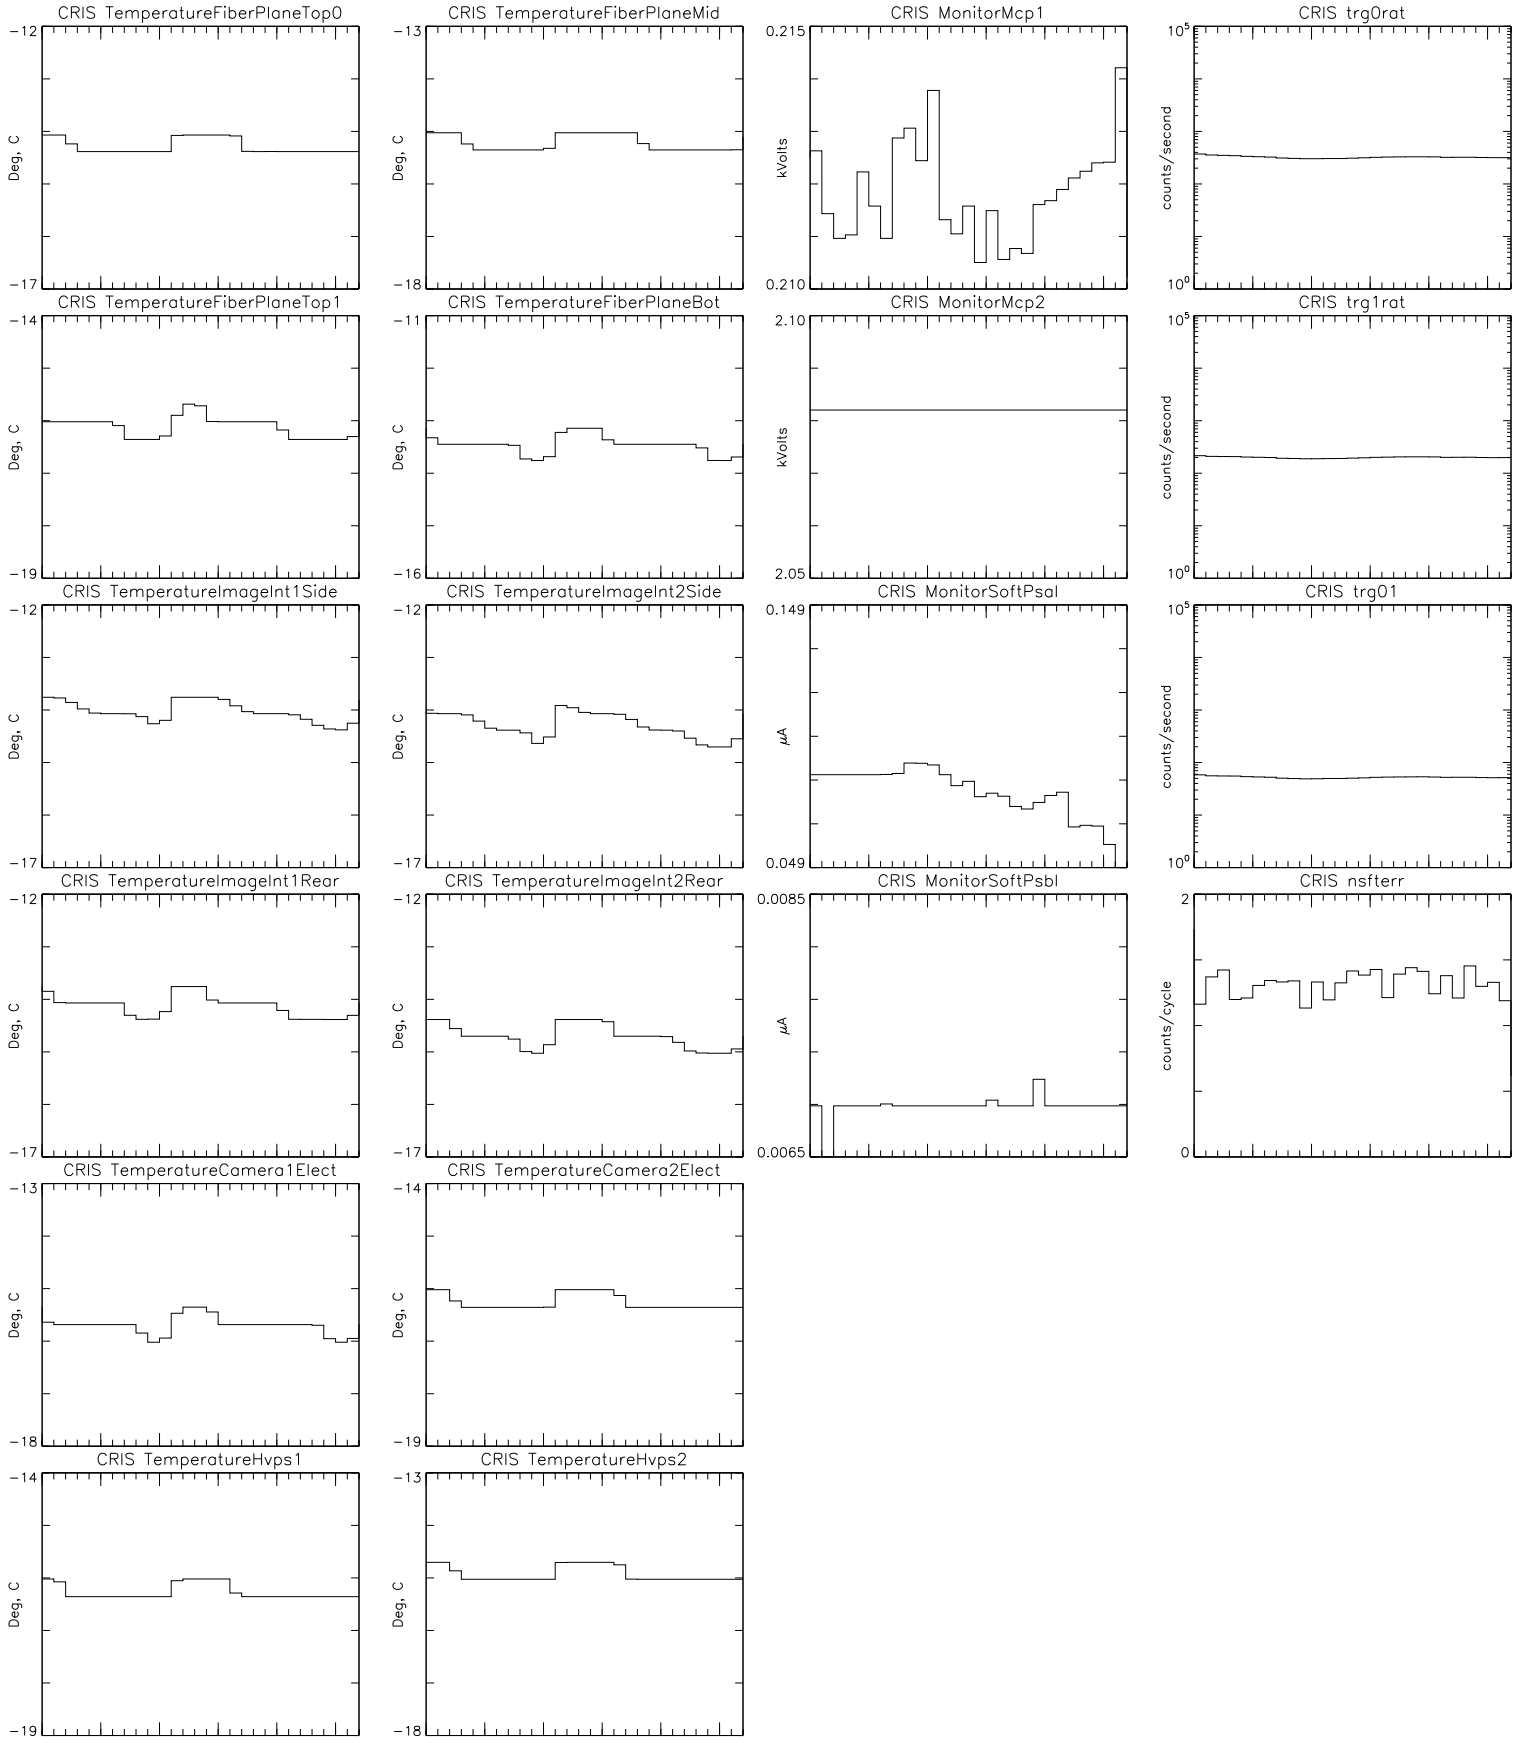 CRIS TemperatureFiberPlaneTop0
-12
Deg, C
-17
CRIS TemperatureFiberPlaneMid
-13
Deg, C
-18
CRIS MonitorMcp1
0.215
kVolts
0.210
CRIS trg0rat
10^5
counts/second
10^0
CRIS TemperatureFiberPlaneTop1
-14
Deg, C
-19
CRIS TemperatureFiberPlaneBot
-11
Deg, C
-16
CRIS MonitorMcp2
2.10
kVolts
2.05
CRIS trg1rat
10^5
counts/second
10^0
CRIS TemperatureImageInt1Side
-12
Deg, C
-17
CRIS TemperatureImageInt2Side
-12
Deg, C
-17
CRIS MonitorSoftPsaI
0.149
μA
0.049
CRIS trg01
10^5
counts/second
10^0
CRIS TemperatureImageInt1Rear
-12
Deg, C
-17
CRIS TemperatureImageInt2Rear
-12
Deg, C
-17
CRIS MonitorSoftPsbI
0.0085
μA
0.0065
CRIS nsfterr
2
counts/cycle
0
CRIS TemperatureCamera1Elect
-13
Deg, C
-18
CRIS TemperatureCamera2Elect
-14
Deg, C
-19
CRIS TemperatureHvps1
-14
Deg, C
-19
CRIS TemperatureHvps2
-13
Deg, C
-18